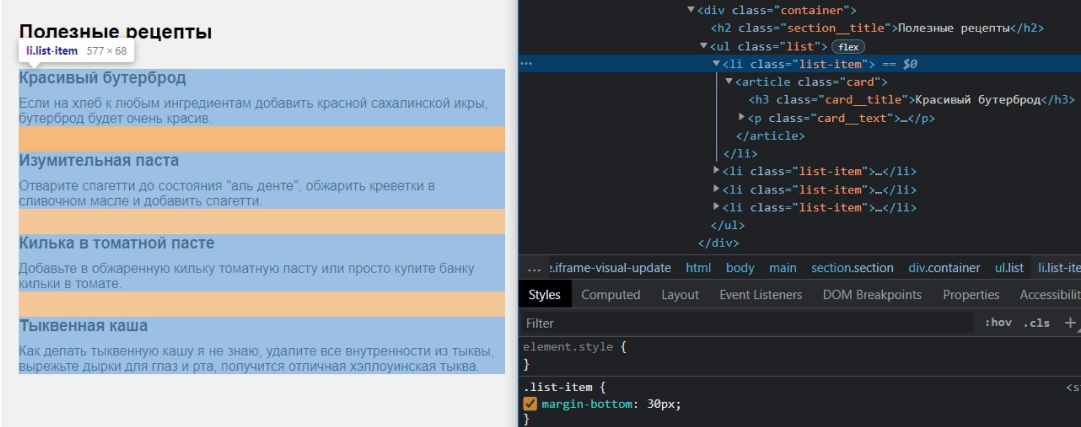 Полезные рецепты
li.list-item 577 × 68
Красивый бутерброд
Если на хлеб к любым ингредиентам добавить красной сахалинской икры,
бутерброд будет очень красив.
Изумительная паста
Отварите спагетти до состояния "аль денте", обжарить креветки в
сливочном масле и добавить спагетти.
Килька в томатной пасте
Добавьте в обжаренную кильку томатную пасту или просто купите банку
кильки в томате.
Тыквенная каша
Как делать тыквенную кашу я не знаю, удалите все внутренности из тыквы,
вырежьте дырки для глаз и рта, получится отличная хэллоуинская тыква.
<div class="container">
<h2 class="section__title">Полезные рецепты</h2>
<ul class="list"> flex
... <li class="list-item"> == $0
<article class="card">
<h3 class="card__title">Красивый бутерброд</h3>
<p class="card__text">…</p>
</article>
</li>
<li class="list-item">…</li>
<li class="list-item">…</li>
<li class="list-item">…</li>
</ul>
</div>
... e.iframe-visual-update html body main section.section div.container ul.list li.list-ite
Styles Computed Layout Event Listeners DOM Breakpoints Properties Accessibilit
Filter :hov .cls +
element.style {
}
.list-item { <s
margin-bottom: 30px;
}